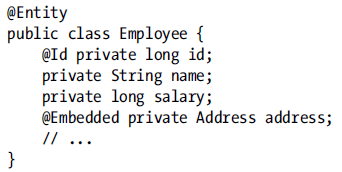 @Entity
public class Employee {
    @Id private long id;
    private String name;
    private long salary;
    @Embedded private Address address;
    // ...
}